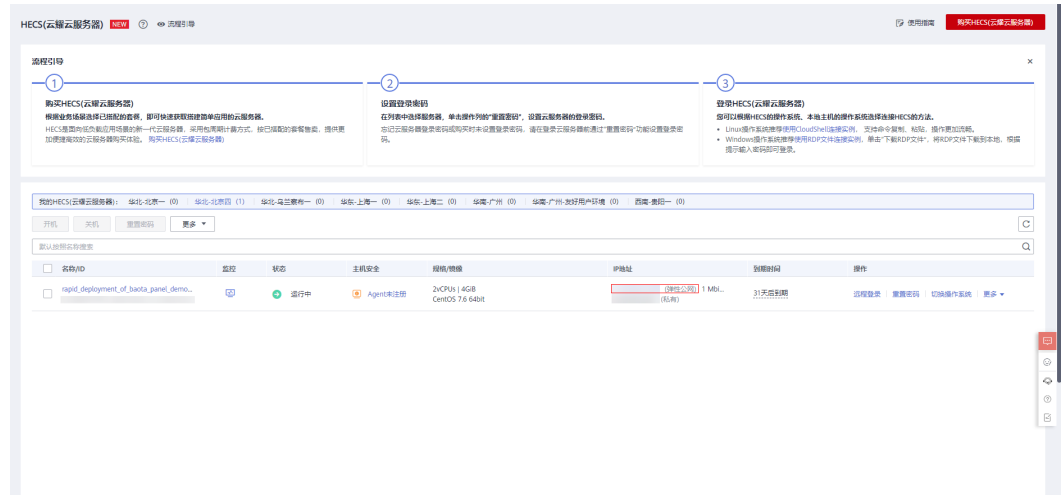 HECS(云耀云服务器) NEW 流程引导 使用指南 购买HECS(云耀云服务器)
流程引导
1
购买HECS(云耀云服务器)
根据业务场景选择已搭配的套餐，即可快速获取搭建简单应用的云服务器。
HECS是面向低负载应用场景的新一代云服务器，采用包周期计费方式，按已搭配的套餐售卖，提供更
加便捷高效的云服务器购买体验。 购买HECS(云耀云服务器)
2
设置登录密码
在列表中选择服务器，单击操作列的“重置密码”，设置云服务器的登录密码。
忘记云服务器登录密码或购买时未设置登录密码，请在登录云服务器前通过“重置密码”功能设置登录密
码。
3
登录HECS(云耀云服务器)
您可以根据HECS的操作系统、本地主机的操作系统选择连接HECS的方法。
• Linux操作系统推荐使用CloudShell连接实例， 支持命令复制、粘贴，操作更加流畅。
• Windows操作系统推荐使用RDP文件连接实例，单击“下载RDP文件”，将RDP文件下载到本地，根据
提示输入密码即可登录。
我的HECS(云耀云服务器)： 华北-北京一 (0) 华北-北京四 (1) 华北-乌兰察布一 (0) 华东-上海一 (0) 华东-上海二 (0) 华南-广州 (0) 华南-广州-友好用户环境 (0) 西南-贵阳一 (0)
开机 关机 重置密码 更多
默认按照名称搜索
名称/ID 监控 状态 主机安全 规格/镜像 IP地址 到期时间 操作
rapid_deployment_of_baota_panel_demo... 运行中 Agent未注册 2vCPUs | 4GiB (弹性公网) 1 Mbi... 31天后到期 远程登录 重置密码 切换操作系统 更多
CentOS 7.6 64bit (私有)